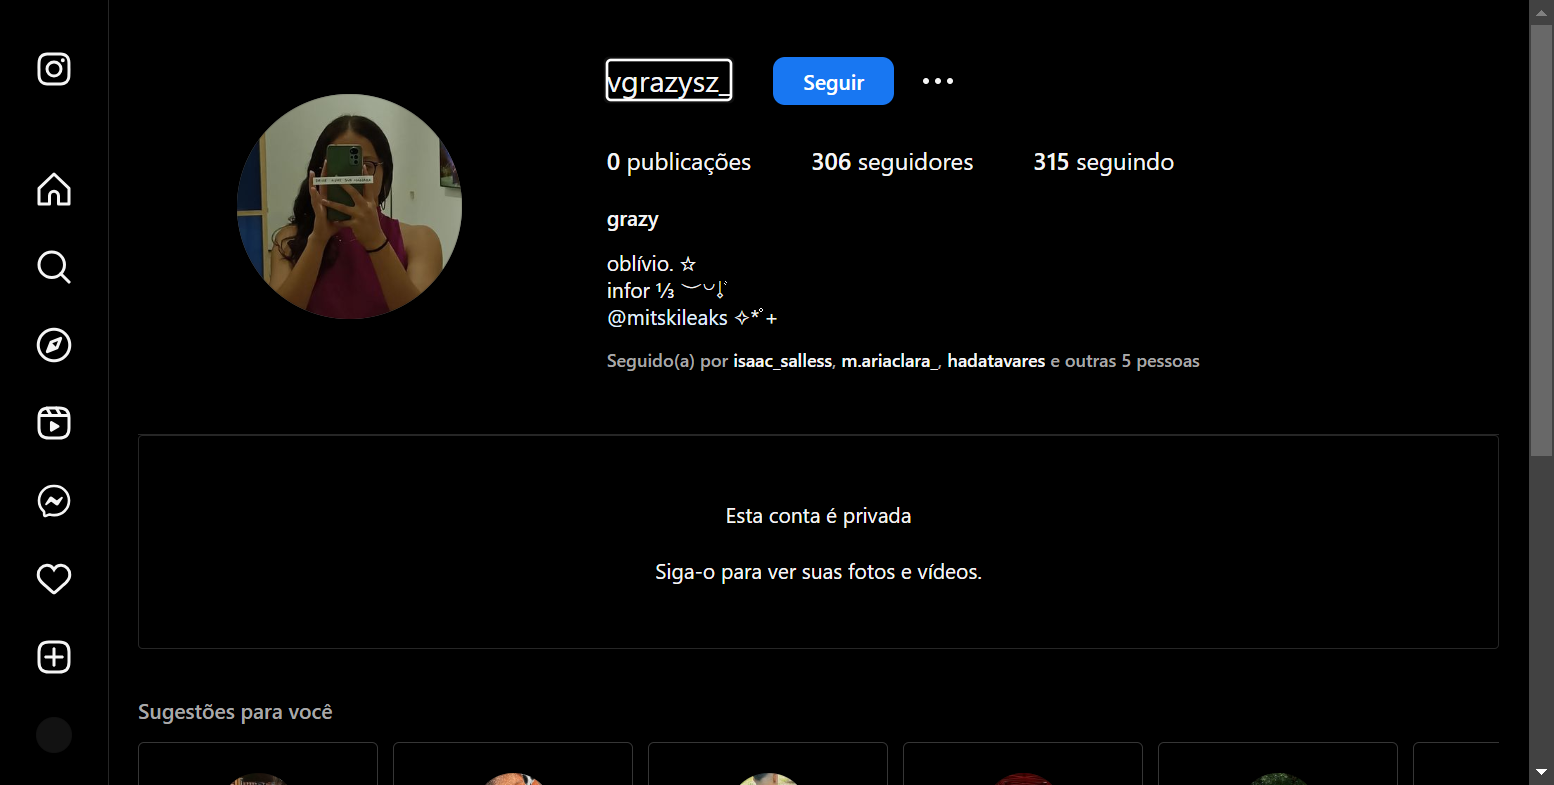 vgrazysz_
Seguir
0 publicações 306 seguidores 315 seguindo
grazy
oblívio. ☆
infor ⅓
@mitskileaks ✧*ﾟ+
Seguido(a) por isaac_salless, m.ariaclara_, hadatavares e outras 5 pessoas
Esta conta é privada
Siga-o para ver suas fotos e vídeos.
Sugestões para você